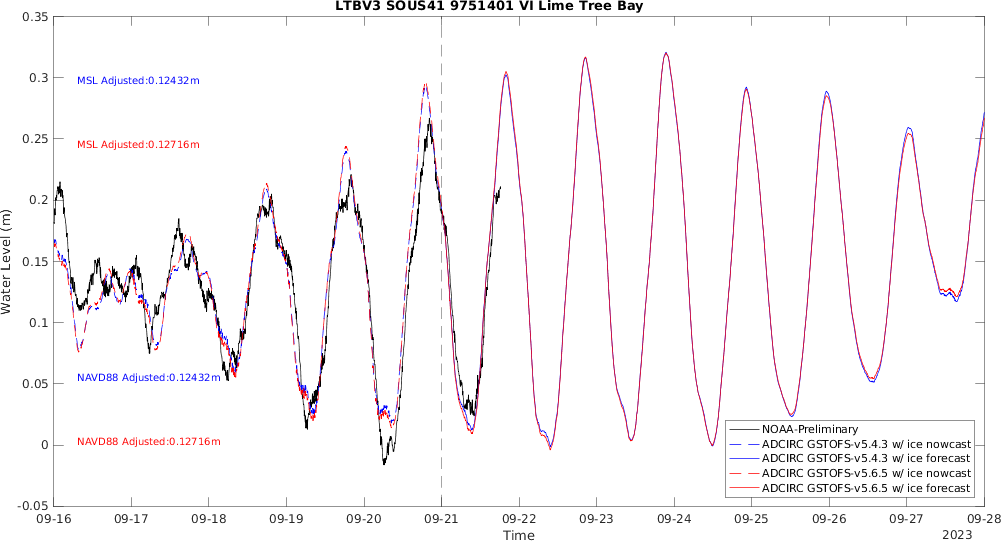 LTBV3 SOUS41 9751401 VI Lime Tree Bay
0.35
0.3
0.25
0.2
0.15
0.1
0.05
0
-0.05
Water Level (m)
MSL Adjusted:0.12432m
MSL Adjusted:0.12716m
NAVD88 Adjusted:0.12432m
NAVD88 Adjusted:0.12716m
NOAA-Preliminary
ADCIRC GSTOFS-v5.4.3 w/ ice nowcast
ADCIRC GSTOFS-v5.4.3 w/ ice forecast
ADCIRC GSTOFS-v5.6.5 w/ ice nowcast
ADCIRC GSTOFS-v5.6.5 w/ ice forecast
09-16 09-17 09-18 09-19 09-20 09-21 09-22 09-23 09-24 09-25 09-26 09-27 09-28
Time
2023